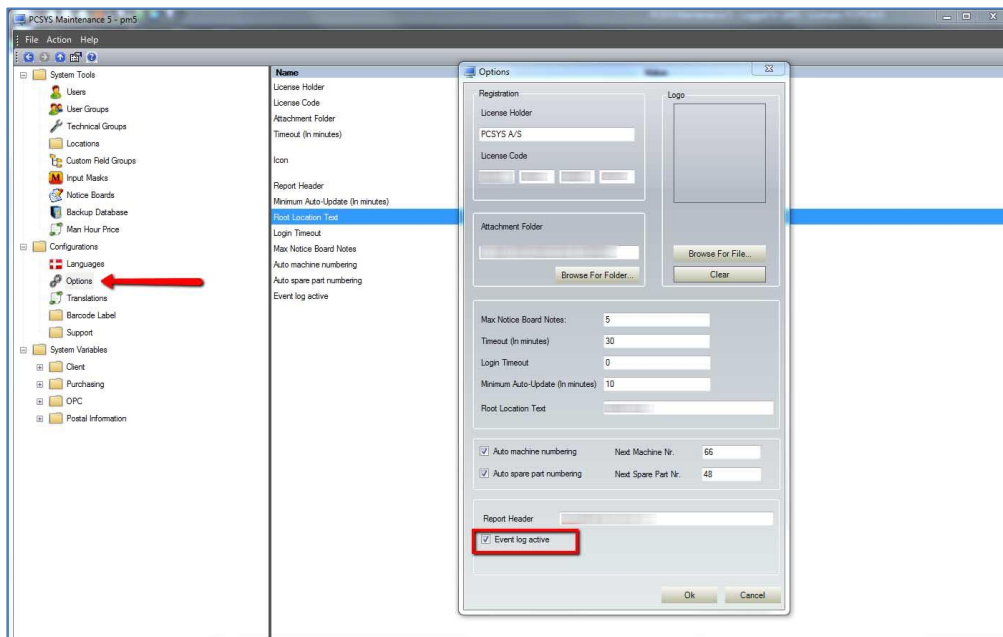 PCSYS Maintenance 5 - pm5
File Action Help
System Tools
Users
User Groups
Technical Groups
Locations
Custom Field Groups
Input Masks
Notice Boards
Backup Database
Man Hour Price
Configurations
Languages
Options
Translations
Barcode Label
Support
System Variables
Client
Purchasing
OPC
Postal Information
Name
License Holder
License Code
Attachment Folder
Timeout (In minutes)
Icon
Report Header
Minimum Auto-Update (In minutes)
Root Location Text
Login Timeout
Max Notice Board Notes
Auto machine numbering
Auto spare part numbering
Event log active
Options
Registration
License Holder
PCSYS A/S
License Code
Logo
Attachment Folder
Browse For Folder...
Browse For File...
Clear
Max Notice Board Notes: 5
Timeout (In minutes) 30
Login Timeout 0
Minimum Auto-Update (In minutes) 10
Root Location Text
Auto machine numbering Next Machine Nr. 66
Auto spare part numbering Next Spare Part Nr. 48
Report Header
Event log active
Ok Cancel